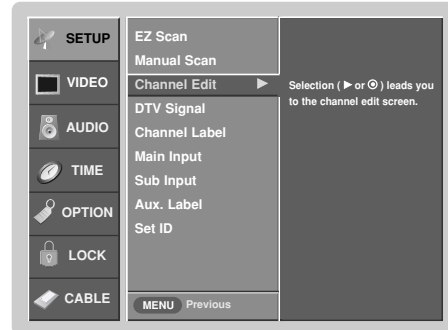 SETUP
VIDEO
AUDIO
TIME
OPTION
LOCK
CABLE
EZ Scan
Manual Scan
Channel Edit ▶
DTV Signal
Channel Label
Main Input
Sub Input
Aux. Label
Set ID
MENU Previous
Selection ( ▶ or ⊙ ) leads you
to the channel edit screen.